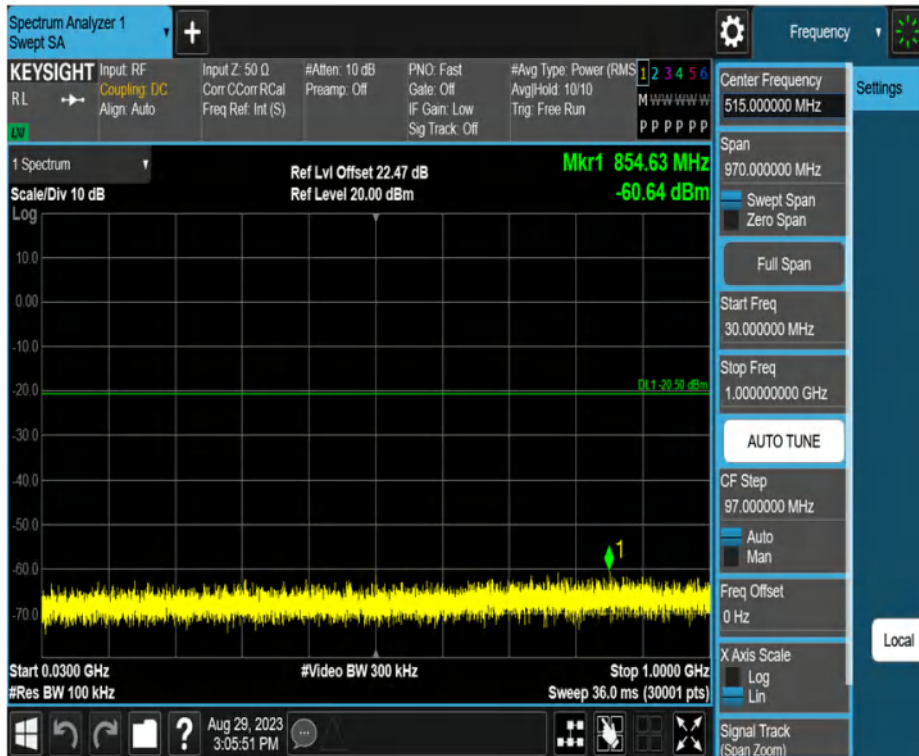 Spectrum Analyzer 1
Swept SA
Frequency
KEYSIGHT
RL
LXI
Input: RF
Coupling: DC
Align: Auto
Input Z: 50 Ω
Corr CCorr RCal
Freq Ref: Int (S)
#Atten: 10 dB
Preamp: Off
PNO: Fast
Gate: Off
IF Gain: Low
Sig Track: Off
#Avg Type: Power (RMS
Avg|Hold: 10/10
Trig: Free Run
1 2 3 4 5 6
M W W W W W
P P P P P P
1 Spectrum
Scale/Div 10 dB
Log
Ref Lvl Offset 22.47 dB
Ref Level 20.00 dBm
Mkr1 854.63 MHz
-60.64 dBm
10.0
0.00
-10.0
-20.0
DL1 -20.50 dBm
-30.0
-40.0
-50.0
1
-60.0
-70.0
Start 0.0300 GHz
#Res BW 100 kHz
#Video BW 300 kHz
Stop 1.0000 GHz
Sweep 36.0 ms (30001 pts)
?
Aug 29, 2023
3:05:51 PM
Center Frequency
515.000000 MHz
Span
970.000000 MHz
Swept Span
Zero Span
Full Span
Start Freq
30.000000 MHz
Stop Freq
1.000000000 GHz
AUTO TUNE
CF Step
97.000000 MHz
Auto
Man
Freq Offset
0 Hz
X Axis Scale
Log
Lin
Signal Track
(Span Zoom)
Settings
Local